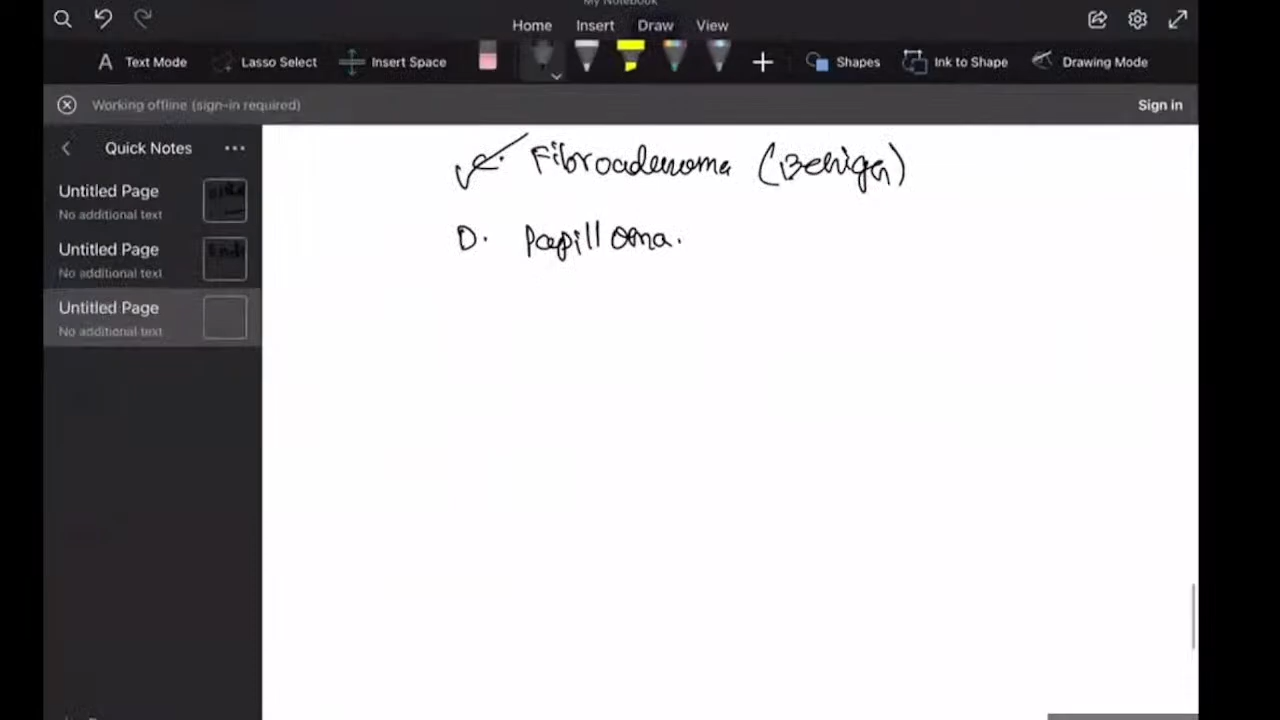 My Notebook
Home Insert Draw View
Text Mode Lasso Select Insert Space Shapes Ink to Shape Drawing Mode
Working offline (sign-in required) Sign in
Quick Notes
Untitled Page
No additional text
Untitled Page
No additional text
Untitled Page
No additional text
C. Fibroadenoma (Benign)
D. Papilloma.